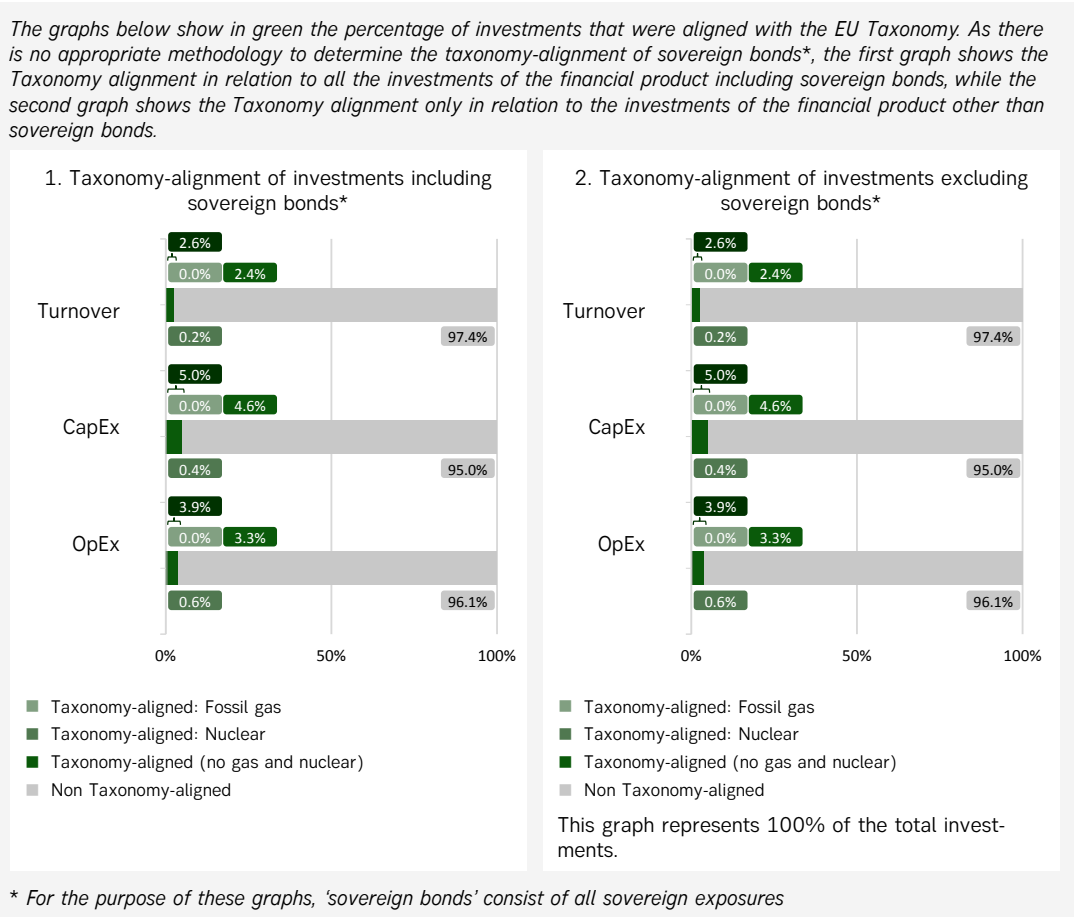 The graphs below show in green the percentage of investments that were aligned with the EU Taxonomy. As there
is no appropriate methodology to determine the taxonomy-alignment of sovereign bonds*, the first graph shows the
Taxonomy alignment in relation to all the investments of the financial product including sovereign bonds, while the
second graph shows the Taxonomy alignment only in relation to the investments of the financial product other than
sovereign bonds.
1. Taxonomy-alignment of investments including
sovereign bonds*
2.6%
0.0% 2.4%
Turnover
0.2% 97.4%
5.0%
0.0% 4.6%
CapEx
0.4% 95.0%
3.9%
0.0% 3.3%
OpEx
0.6% 96.1%
0% 50% 100%
Taxonomy-aligned: Fossil gas
Taxonomy-aligned: Nuclear
Taxonomy-aligned (no gas and nuclear)
Non Taxonomy-aligned
2. Taxonomy-alignment of investments excluding
sovereign bonds*
2.6%
0.0% 2.4%
Turnover
0.2% 97.4%
5.0%
0.0% 4.6%
CapEx
0.4% 95.0%
3.9%
0.0% 3.3%
OpEx
0.6% 96.1%
0% 50% 100%
Taxonomy-aligned: Fossil gas
Taxonomy-aligned: Nuclear
Taxonomy-aligned (no gas and nuclear)
Non Taxonomy-aligned
This graph represents 100% of the total invest-
ments.
* For the purpose of these graphs, ‘sovereign bonds’ consist of all sovereign exposures